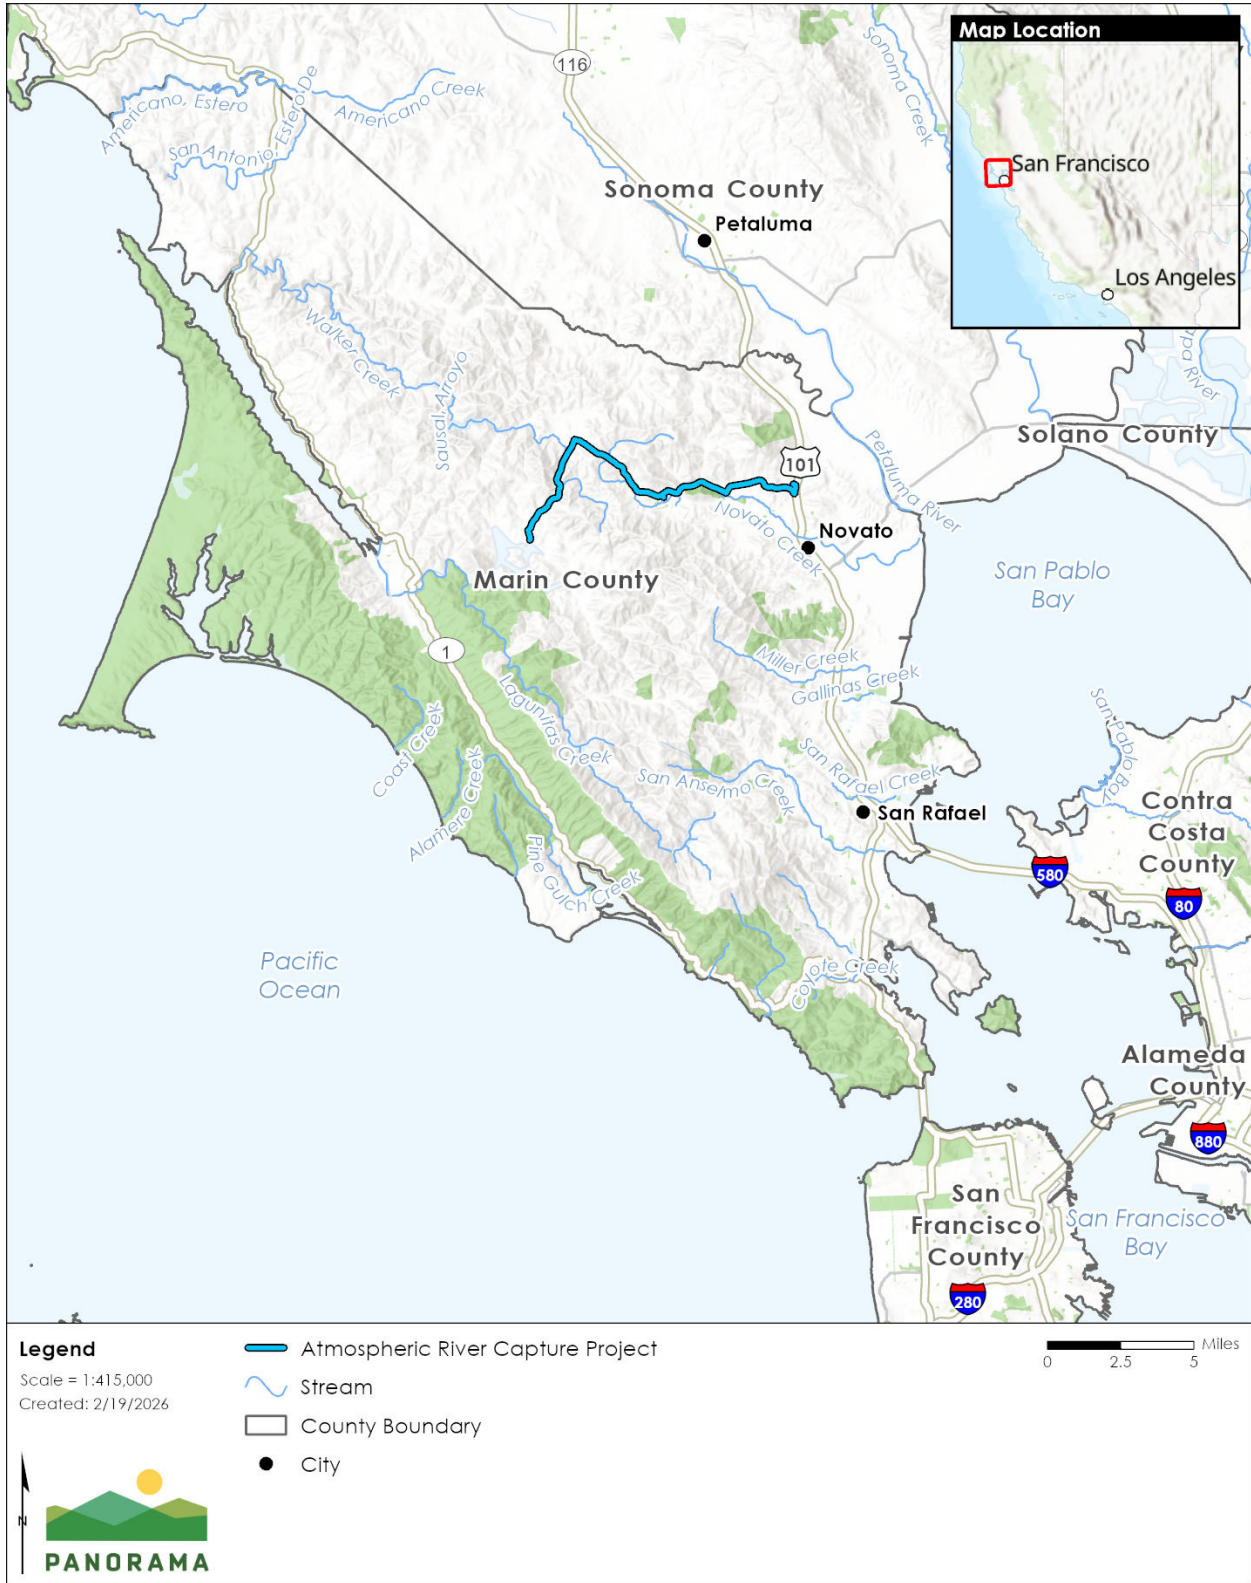 Map Location
San Francisco
Los Angeles
116
Sonoma Creek
Americano, Estero
Americano Creek
San Antonio, Estero De
Sonoma County
Petaluma
Walker Creek
Sausal, Arroyo
101
Petaluma River
Solano County
Novato Creek
Novato
Marin County
San Pablo
Bay
1
Miller Creek
Gallinas Creek
Lagunitas Creek
Coast Creek
Alamere Creek
San Anselmo Creek
San Rafael Creek
San Rafael
San Pablo Bay
Contra
Costa
County
580
80
Pine Gulch Creek
Coyote Creek
Pacific
Ocean
Alameda
County
880
San
Francisco
County
San Francisco
Bay
280
Legend
Scale = 1:415,000
Created: 2/19/2026
Atmospheric River Capture Project
Stream
County Boundary
City
Miles
0 2.5 5
N
PANORAMA